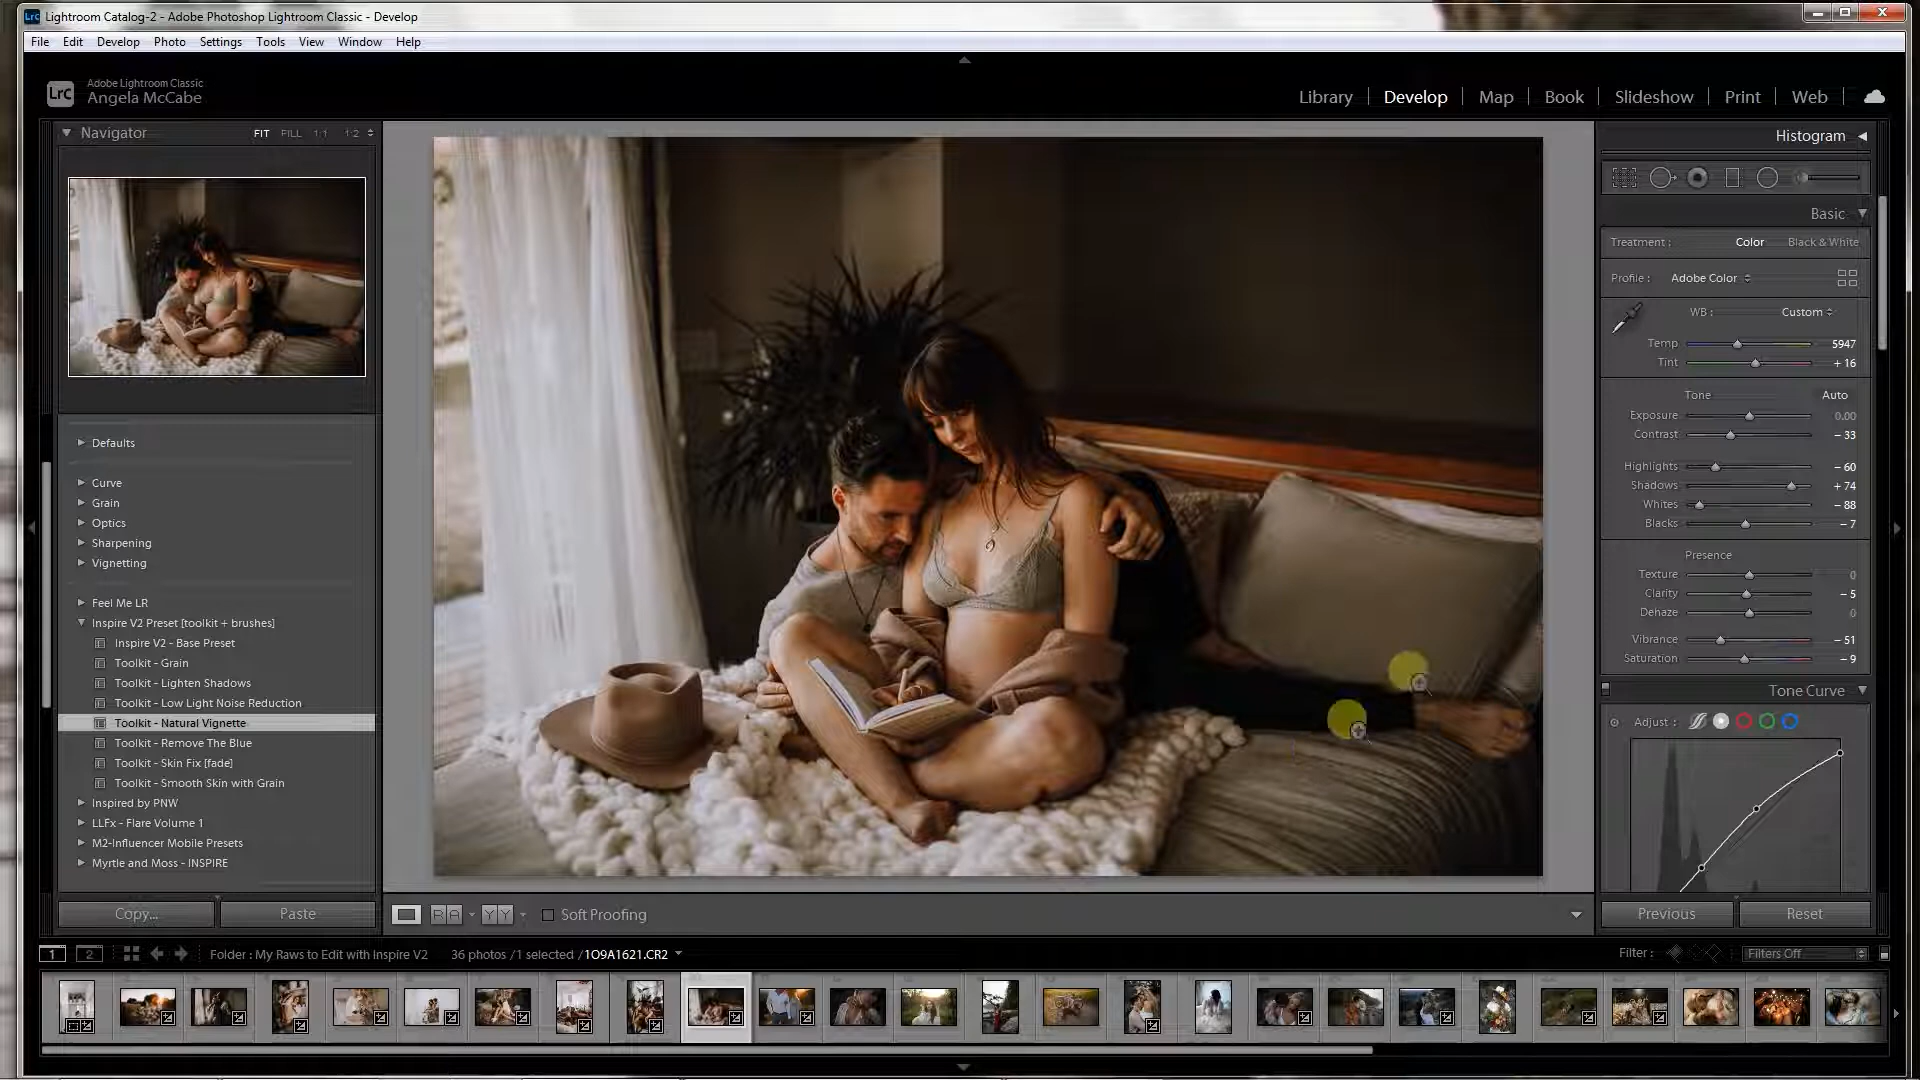 Lightroom Catalog-2 - Adobe Photoshop Lightroom Classic - Develop
File Edit Develop Photo Settings Tools View Window Help
LrC
Adobe Lightroom Classic
Angela McCabe
Library Develop Map Book Slideshow Print Web
Navigator FIT FILL 1:1 1:2
Defaults
Curve
Grain
Optics
Sharpening
Vignetting
Feel Me LR
Inspire V2 Preset [toolkit + brushes]
Inspire V2 - Base Preset
Toolkit - Grain
Toolkit - Lighten Shadows
Toolkit - Low Light Noise Reduction
Toolkit - Natural Vignette
Toolkit - Remove The Blue
Toolkit - Skin Fix [fade]
Toolkit - Smooth Skin with Grain
Inspired by PNW
LLFx - Flare Volume 1
M2-Influencer Mobile Presets
Myrtle and Moss - INSPIRE
Copy... Paste
R A Y Y Soft Proofing
Histogram
Basic
Treatment : Color Black & White
Profile : Adobe Color
WB : Custom
Temp 5947
Tint + 16
Tone Auto
Exposure 0.00
Contrast – 33
Highlights – 60
Shadows + 74
Whites – 88
Blacks – 7
Presence
Texture 0
Clarity – 5
Dehaze 0
Vibrance – 51
Saturation – 9
Tone Curve
Adjust :
Previous Reset
1 2 Folder : My Raws to Edit with Inspire V2 36 photos /1 selected /1O9A1621.CR2 Filter : Filters Off